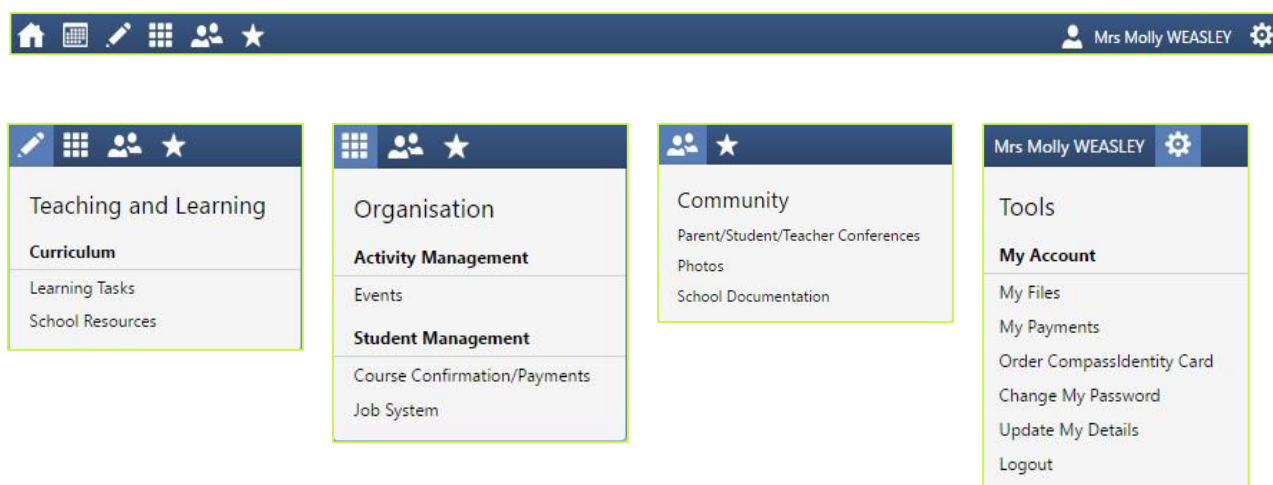 Mrs Molly WEASLEY
Teaching and Learning
Curriculum
Learning Tasks
School Resources
Organisation
Activity Management
Events
Student Management
Course Confirmation/Payments
Job System
Community
Parent/Student/Teacher Conferences
Photos
School Documentation
Mrs Molly WEASLEY
Tools
My Account
My Files
My Payments
Order CompassIdentity Card
Change My Password
Update My Details
Logout